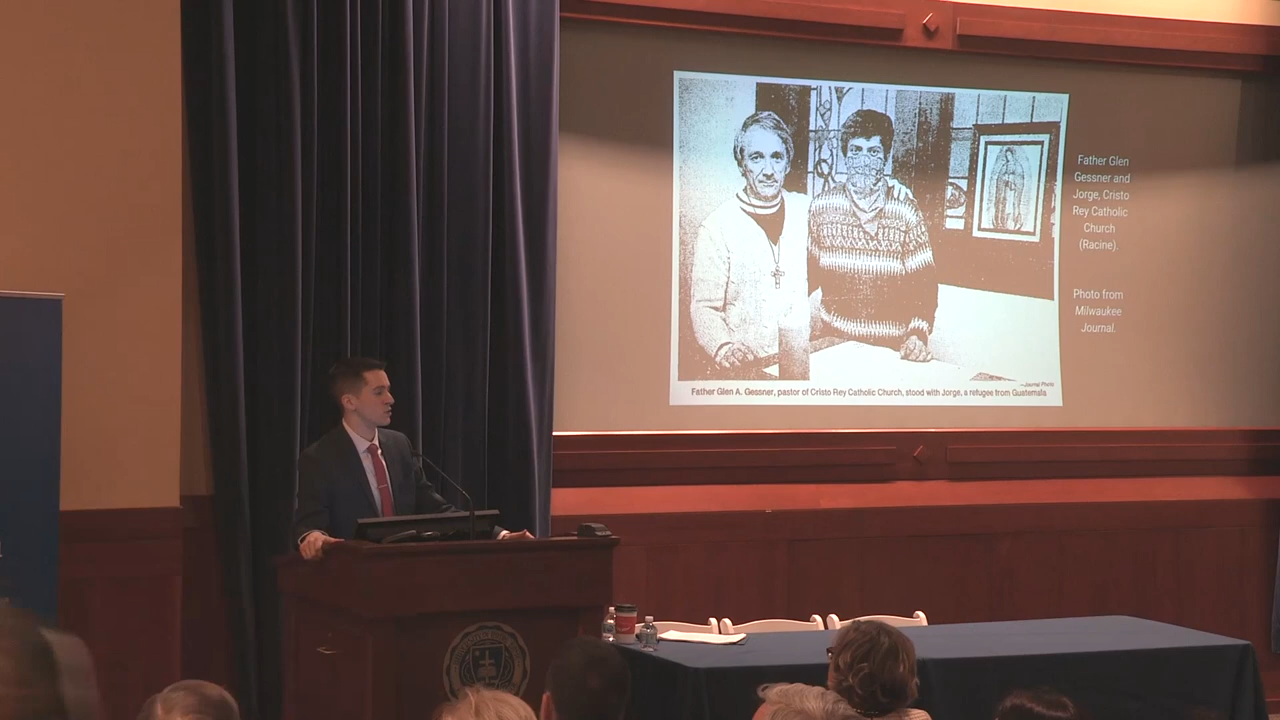 Father Glen
Gessner and
Jorge, Cristo
Rey Catholic
Church
(Racine).
Photo from
Milwaukee
Journal.
—Journal Photo
Father Glen A. Gessner, pastor of Cristo Rey Catholic Church, stood with Jorge, a refugee from Guatemala